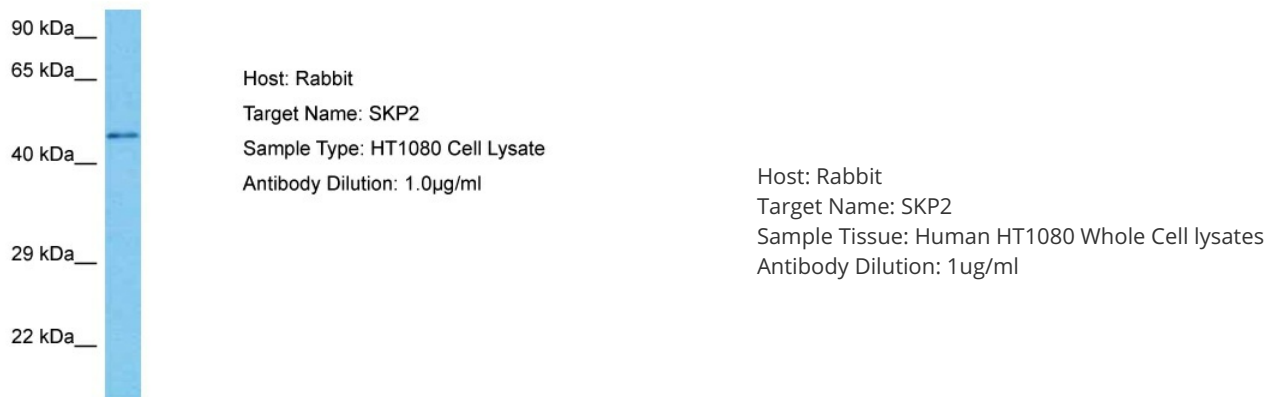 90 kDa__
65 kDa__
40 kDa__
29 kDa__
22 kDa__
Host: Rabbit
Target Name: SKP2
Sample Type: HT1080 Cell Lysate
Antibody Dilution: 1.0µg/ml
Host: Rabbit
Target Name: SKP2
Sample Tissue: Human HT1080 Whole Cell lysates
Antibody Dilution: 1ug/ml